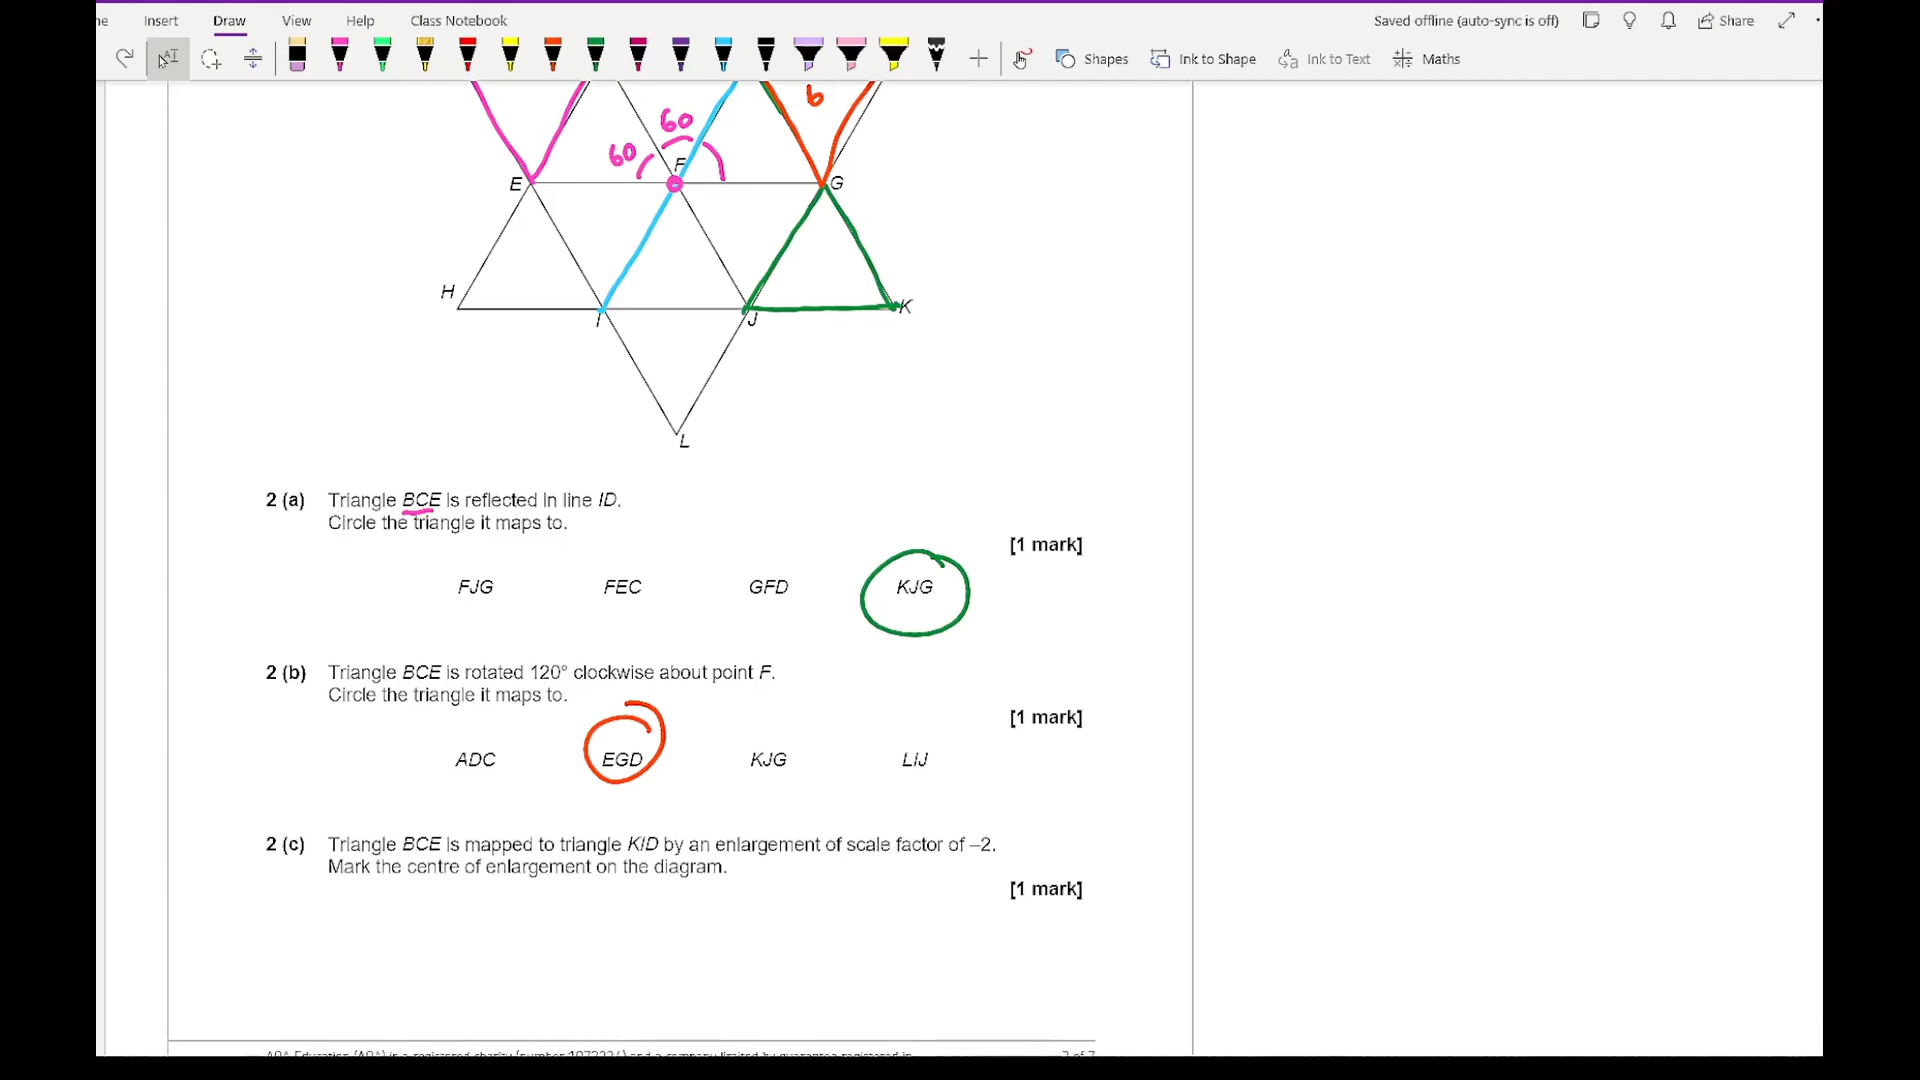 Insert Draw View Help Class Notebook Saved offline (auto-sync is off) Share
Shapes Ink to Shape Ink to Text Maths
60
60
6
F
E
G
H
I
J
K
L
2 (a) Triangle BCE is reflected in line ID.
Circle the triangle it maps to.
[1 mark]
FJG FEC GFD KJG
2 (b) Triangle BCE is rotated 120° clockwise about point F.
Circle the triangle it maps to.
[1 mark]
ADC EGD KJG LIJ
2 (c) Triangle BCE is mapped to triangle KID by an enlargement of scale factor of –2.
Mark the centre of enlargement on the diagram.
[1 mark]